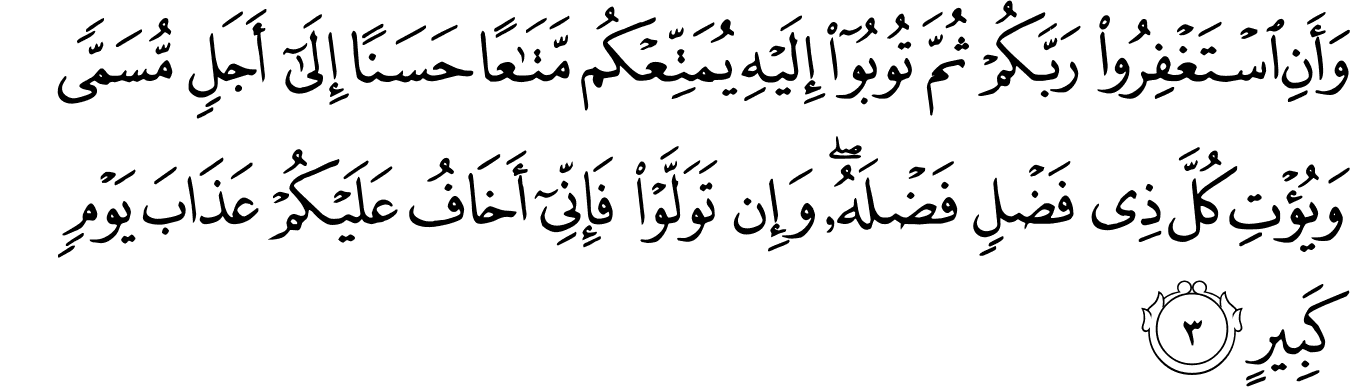 وَأَنِ ٱسْتَغْفِرُوا۟ رَبَّكُمْ ثُمَّ تُوبُوٓا۟ إِلَيْهِ يُمَتِّعْكُم مَّتَـٰعًا حَسَنًا إِلَىٰٓ أَجَلٍ مُّسَمًّى
وَيُؤْتِ كُلَّ ذِى فَضْلٍ فَضْلَهُۥ ۖ وَإِن تَوَلَّوْا۟ فَإِنِّىٓ أَخَافُ عَلَيْكُمْ عَذَابَ يَوْمٍ
كَبِيرٍ ٣